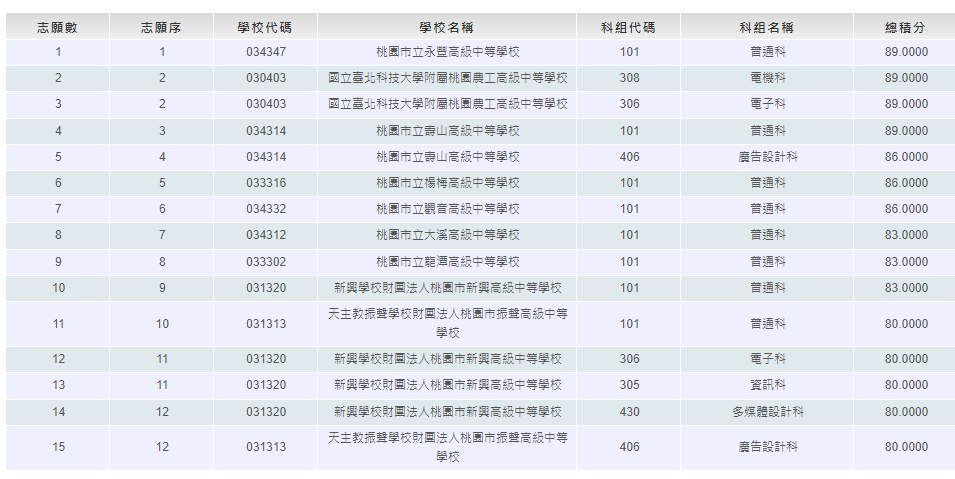 志願數 志願序 學校代碼 學校名稱 科組代碼 科組名稱 總積分
1 1 034347 桃園市立永豐高級中等學校 101 普通科 89.0000
2 2 030403 國立臺北科技大學附屬桃園農工高級中等學校 308 電機科 89.0000
3 2 030403 國立臺北科技大學附屬桃園農工高級中等學校 306 電子科 89.0000
4 3 034314 桃園市立壽山高級中等學校 101 普通科 89.0000
5 4 034314 桃園市立壽山高級中等學校 406 廣告設計科 86.0000
6 5 033316 桃園市立楊梅高級中等學校 101 普通科 86.0000
7 6 034332 桃園市立觀音高級中等學校 101 普通科 86.0000
8 7 034312 桃園市立大溪高級中等學校 101 普通科 83.0000
9 8 033302 桃園市立龍潭高級中等學校 101 普通科 83.0000
10 9 031320 新興學校財團法人桃園市新興高級中等學校 101 普通科 83.0000
11 10 031313 天主教振聲學校財團法人桃園市振聲高級中等 101 普通科 80.0000
學校
12 11 031320 新興學校財團法人桃園市新興高級中等學校 306 電子科 80.0000
13 11 031320 新興學校財團法人桃園市新興高級中等學校 305 資訊科 80.0000
14 12 031320 新興學校財團法人桃園市新興高級中等學校 430 多媒體設計科 80.0000
15 12 031313 天主教振聲學校財團法人桃園市振聲高級中等 406 廣告設計科 80.0000
學校